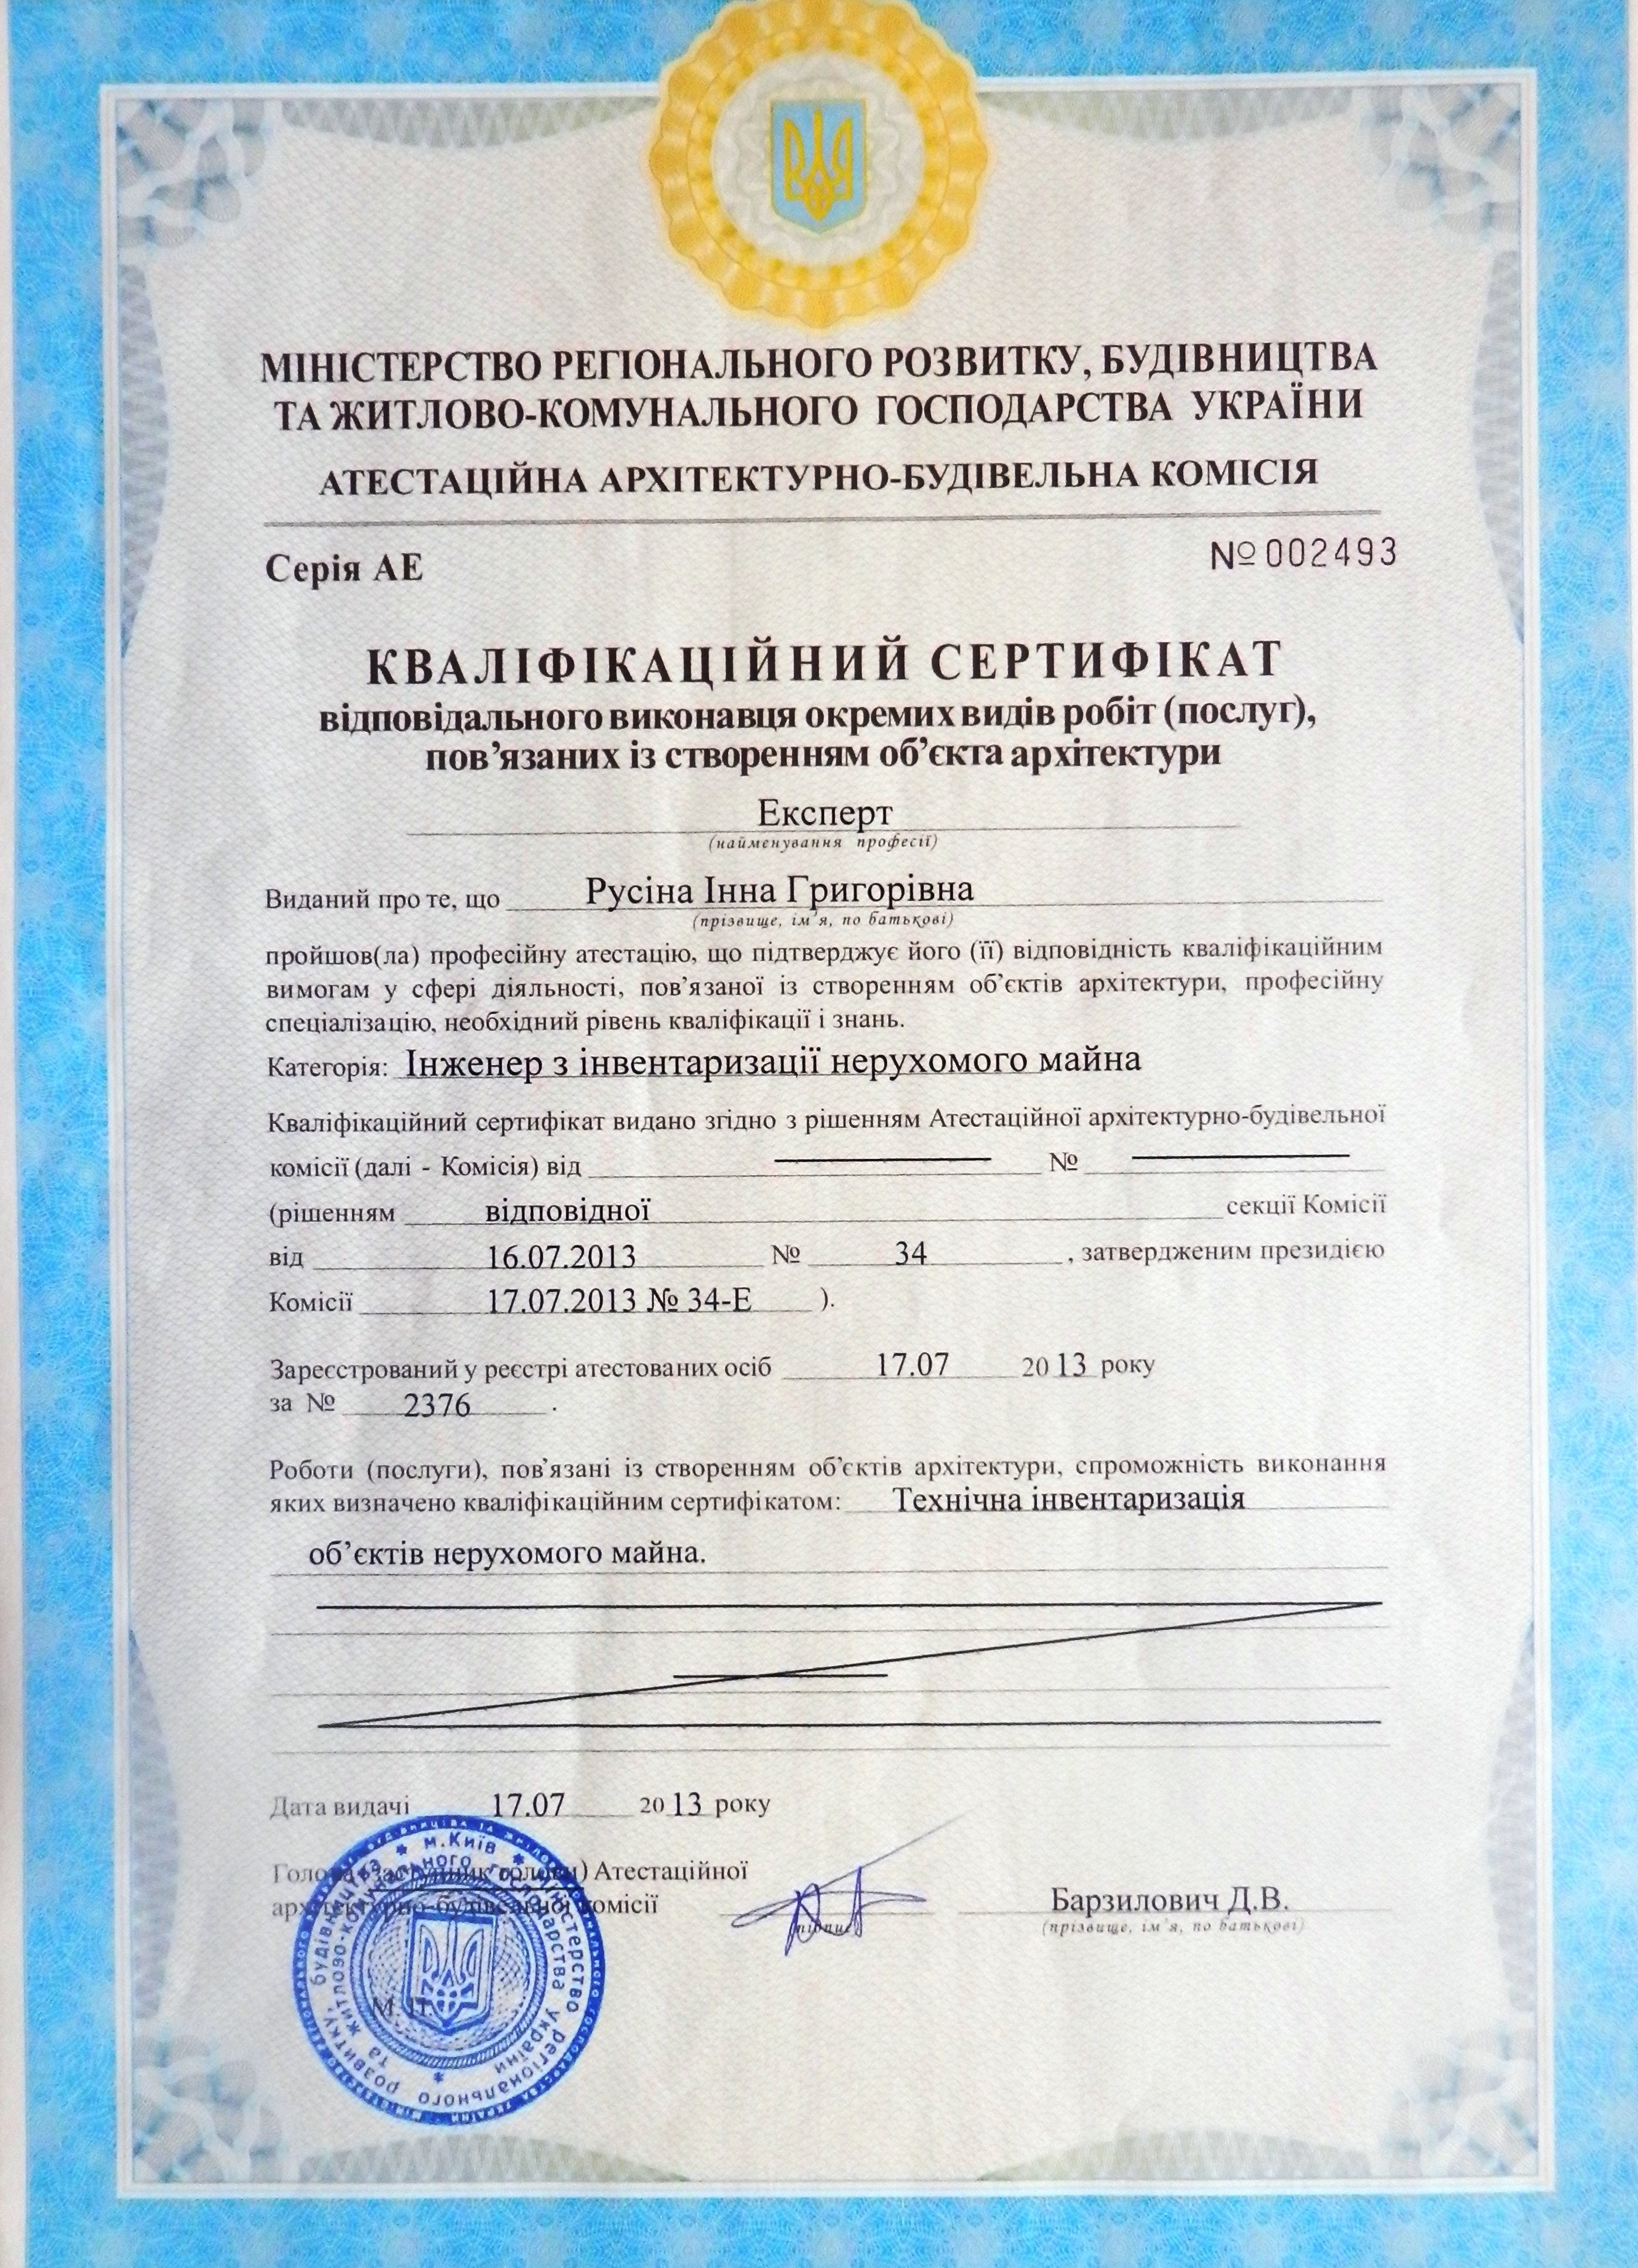 МІНІСТЕРСТВО РЕГІОНАЛЬНОГО РОЗВИТКУ, БУДІВНИЦТВА
ТА ЖИТЛОВО-КОМУНАЛЬНОГО ГОСПОДАРСТВА УКРАЇНИ
АТЕСТАЦІЙНА АРХІТЕКТУРНО-БУДІВЕЛЬНА КОМІСІЯ
Серія АЕ № 002493
КВАЛІФІКАЦІЙНИЙ СЕРТИФІКАТ
відповідального виконавця окремих видів робіт (послуг),
пов’язаних із створенням об’єкта архітектури
Експерт
(найменування професії)
Виданий про те, що Русіна Інна Григорівна
(прізвище, ім’я, по батькові)
пройшов(ла) професійну атестацію, що підтверджує його (її) відповідність кваліфікаційним
вимогам у сфері діяльності, пов’язаної із створенням об’єктів архітектури, професійну
спеціалізацію, необхідний рівень кваліфікації і знань.
Категорія: Інженер з інвентаризації нерухомого майна
Кваліфікаційний сертифікат видано згідно з рішенням Атестаційної архітектурно-будівельної
комісії (далі - Комісія) від №
(рішенням відповідної секції Комісії
від 16.07.2013 № 34 , затвердженим президією
Комісії 17.07.2013 № 34-Е ).
Зареєстрований у реєстрі атестованих осіб 17.07 2013 року
за № 2376 .
Роботи (послуги), пов’язані із створенням об’єктів архітектури, спроможність виконання
яких визначено кваліфікаційним сертифікатом: Технічна інвентаризація
об’єктів нерухомого майна.
Дата видачі 17.07 2013 року
Голова (заступник голови) Атестаційної
архітектурно-будівельної комісії Барзилович Д.В.
(підпис) (прізвище, ім’я, по батькові)
М.П.
м.Київ
Міністерство регіонального розвитку, будівництва
та житлово-комунального господарства України